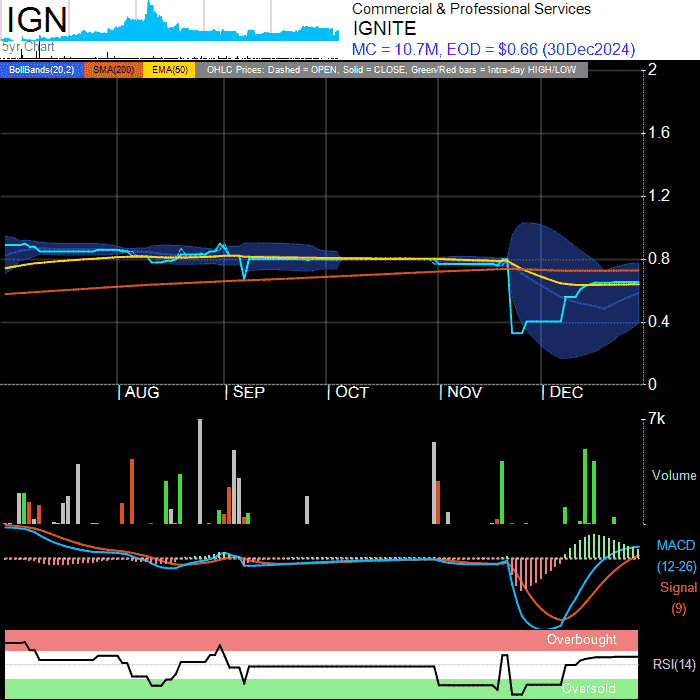 IGN
5yr Chart
Commercial & Professional Services
IGNITE
MC = 10.7M, EOD = $0.66 (30Dec2024)
BollBands(20,2) SMA(200) EMA(50) OHLC Prices: Dashed = OPEN, Solid = CLOSE, Green/Red bars = Intra-day HIGH/LOW
2
1.6
1.2
0.8
0.4
0
AUG SEP OCT NOV DEC
7k
Volume
MACD
(12-26)
Signal
(9)
Overbought
RSI(14)
Oversold